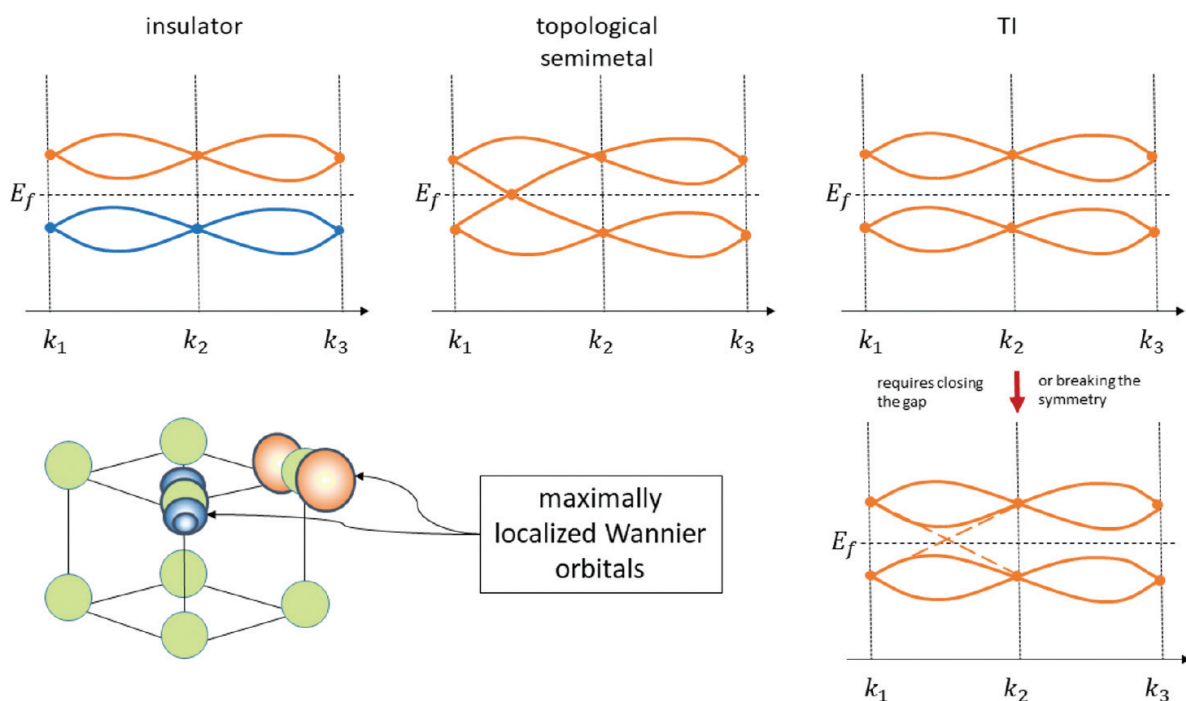 insulator
E_f
k_1
k_2
k_3
topological
semimetal
E_f
k_1
k_2
k_3
TI
E_f
k_1
k_2
k_3
requires closing
the gap
or breaking the
symmetry
E_f
k_1
k_2
k_3
maximally
localized Wannier
orbitals